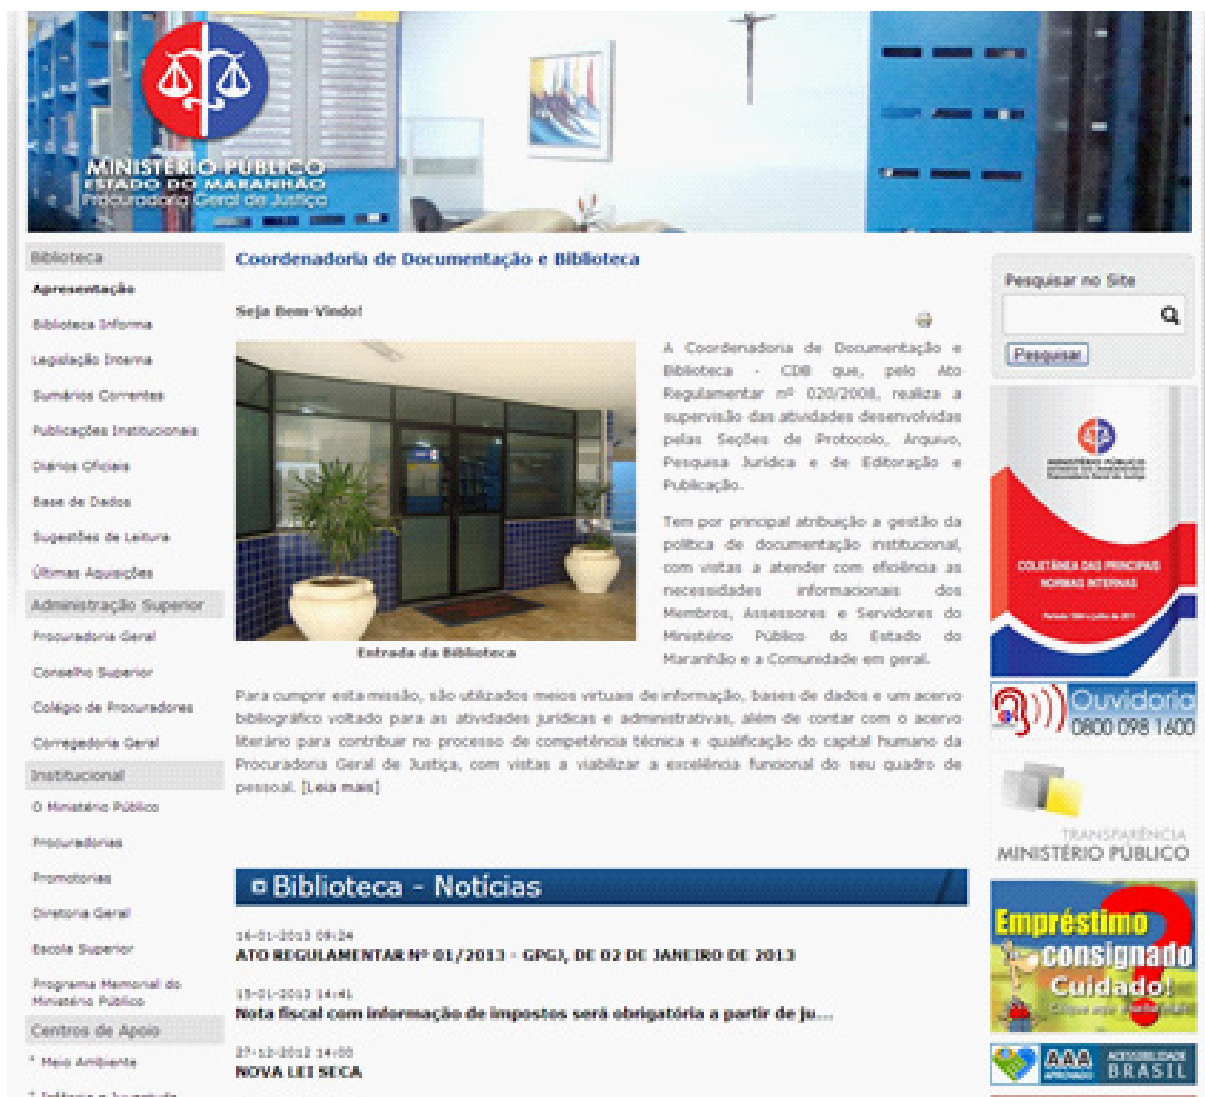 MINISTÉRIO PÚBLICO
ESTADO DO MARANHÃO
Procuradoria Geral de Justiça
Biblioteca
Apresentação
Biblioteca Informa
Legislação Interna
Sumários Correntes
Publicações Institucionais
Diários Oficiais
Base de Dados
Sugestões de Leitura
Últimas Aquisições
Administração Superior
Procuradoria Geral
Conselho Superior
Colégio de Procuradores
Corregedoria Geral
Institucional
O Ministério Público
Procuradorias
Promotorias
Diretoria Geral
Escola Superior
Programa Memorial do
Ministério Público
Centros de Apoio
* Meio Ambiente
* Infância e Juventude
Coordenadoria de Documentação e Biblioteca
Seja Bem-Vindo!
A Coordenadoria de Documentação e
Biblioteca - CDB que, pelo Ato
Regulamentar nº 020/2008, realiza a
supervisão das atividades desenvolvidas
pelas Seções de Protocolo, Arquivo,
Pesquisa Jurídica e de Editoração e
Publicação.
Tem por principal atribuição a gestão da
política de documentação institucional,
com vistas a atender com eficiência as
necessidades informacionais dos
Membros, Assessores e Servidores do
Ministério Público do Estado do
Maranhão e a Comunidade em geral.
Entrada da Biblioteca
Para cumprir esta missão, são utilizados meios virtuais de informação, bases de dados e um acervo
bibliográfico voltado para as atividades jurídicas e administrativas, além de contar com o acervo
literário para contribuir no processo de competência técnica e qualificação do capital humano da
Procuradoria Geral de Justiça, com vistas a viabilizar a excelência funcional do seu quadro de
pessoal. [Leia mais]
Biblioteca - Notícias
16-01-2013 09:34
ATO REGULAMENTAR Nº 01/2013 - GPGJ, DE 02 DE JANEIRO DE 2013
15-01-2013 14:41
Nota fiscal com informação de impostos será obrigatória a partir de ju...
27-12-2012 14:00
NOVA LEI SECA
Pesquisar no Site
Pesquisar
MINISTÉRIO PÚBLICO
ESTADO DO MARANHÃO
Procuradoria Geral de Justiça
COLETÂNEA DAS PRINCIPAIS
NORMAS INTERNAS
Ouvidoria
0800 098 1600
TRANSPARÊNCIA
MINISTÉRIO PÚBLICO
Empréstimo
consignado
Cuidado!
AAA
APROVADO
ACESSIBILIDADE
BRASIL